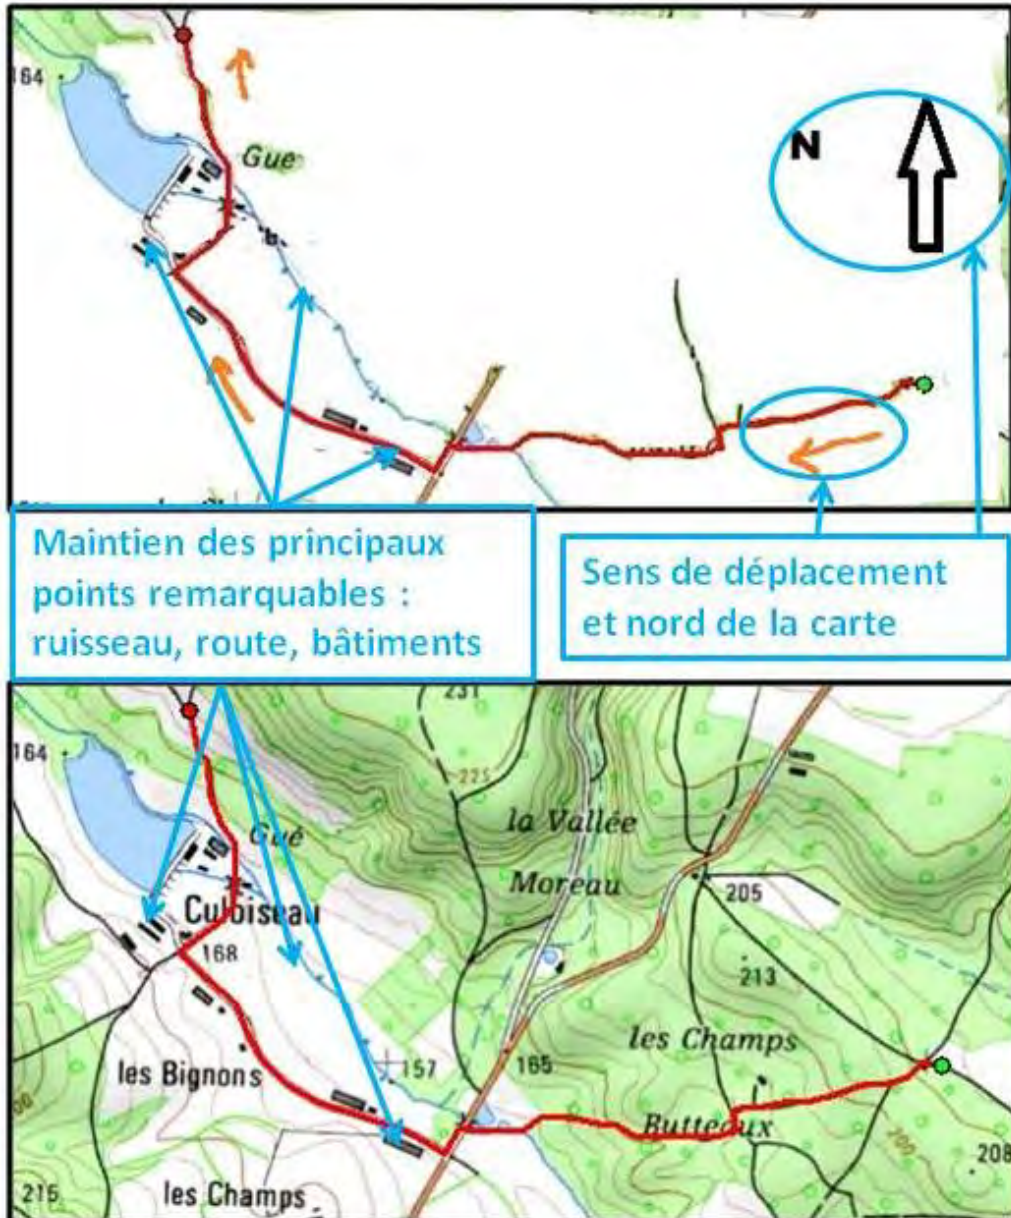 164
Gue
N
Maintien des principaux
points remarquables :
ruisseau, route, bâtiments
Sens de déplacement
et nord de la carte
231
164
225
la Vallée
Gué
Moreau
205
Culoiseau
168
213
les Champs
165
157
les Bignons
Butteaux
200
208
215
les Champs